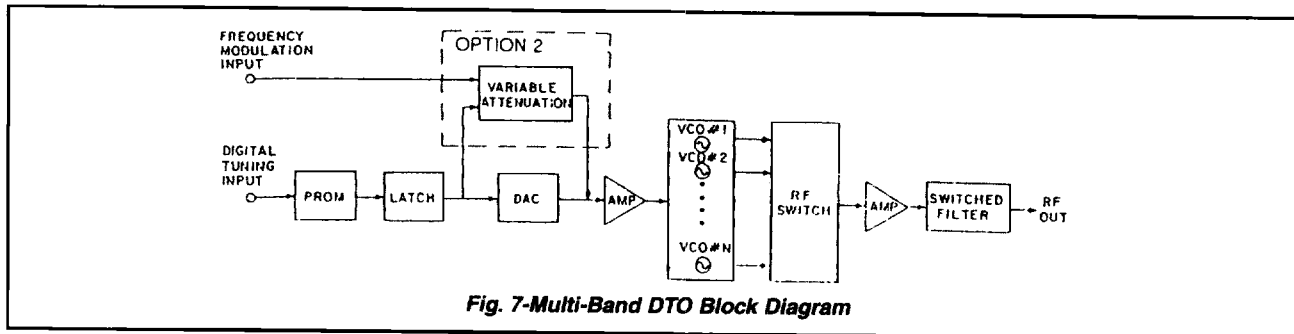 FREQUENCY
MODULATION
INPUT
OPTION 2
VARIABLE
ATTENUATION
DIGITAL
TUNING
INPUT
PROM
LATCH
DAC
AMP
VCO#1
VCO#2
VCO#N
RF
SWITCH
AMP
SWITCHED
FILTER
RF
OUT
Fig. 7-Multi-Band DTO Block Diagram